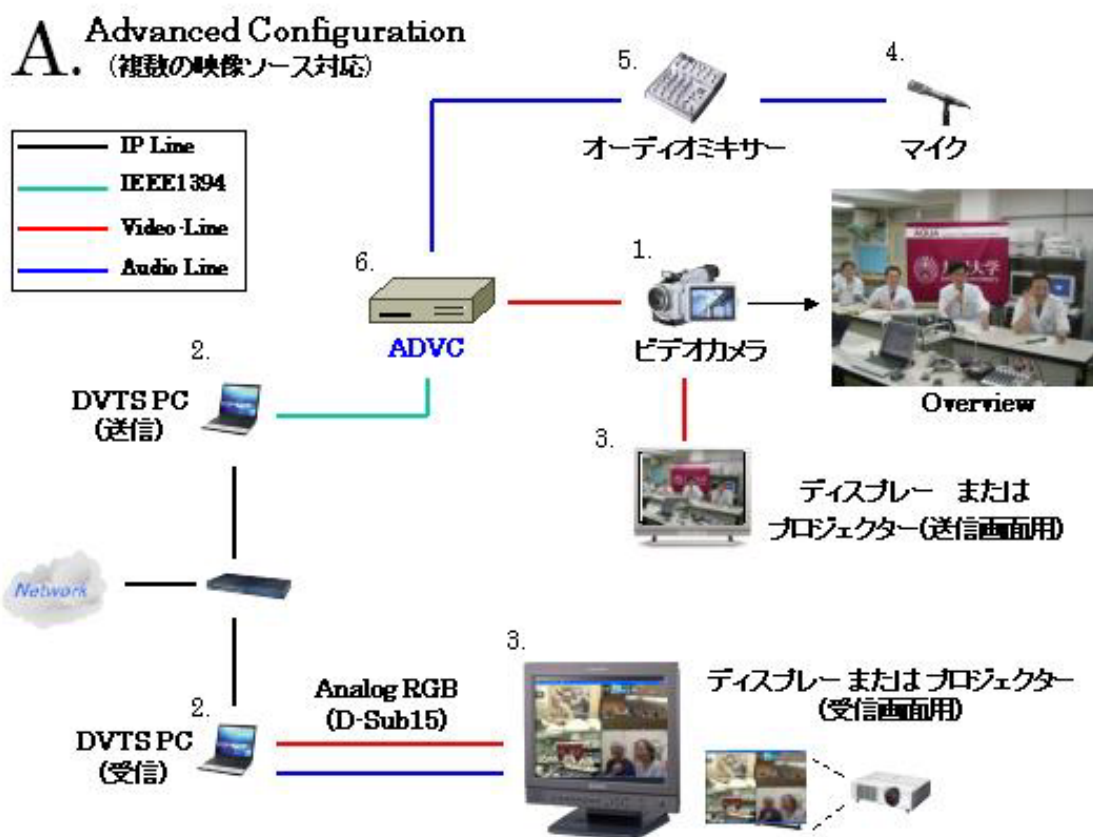 A. Advanced Configuration
(複数の映像ソース対応)
IP Line
IEEE1394
Video-Line
Audio Line
5.
オーディオミキサー
4.
マイク
6.
ADVC
1.
ビデオカメラ
AQUA
大学
Overview
2.
DVTS PC
(送信)
3.
ディスプレー または
プロジェクター(送信画面用)
Network
2.
DVTS PC
(受信)
Analog RGB
(D-Sub15)
3.
ディスプレー または プロジェクター
(受信画面用)